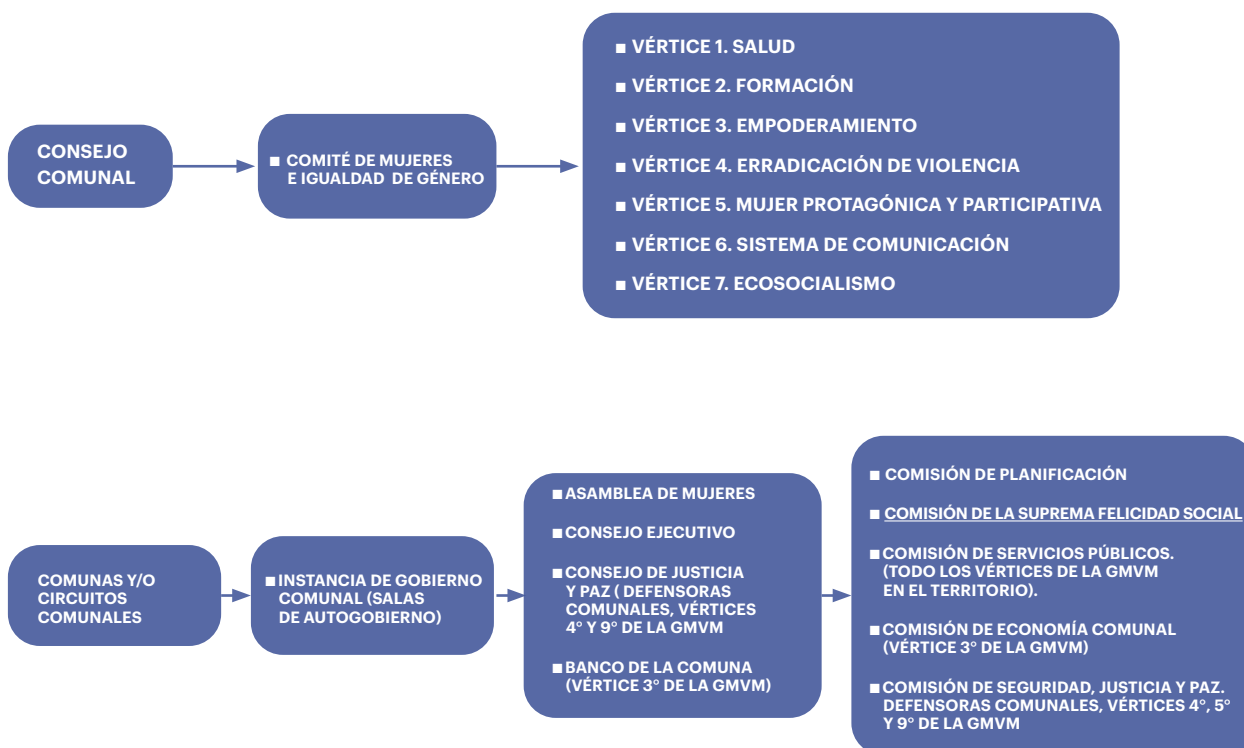 CONSEJO
COMUNAL
■ COMITÉ DE MUJERES
E IGUALDAD DE GÉNERO
■ VÉRTICE 1. SALUD
■ VÉRTICE 2. FORMACIÓN
■ VÉRTICE 3. EMPODERAMIENTO
■ VÉRTICE 4. ERRADICACIÓN DE VIOLENCIA
■ VÉRTICE 5. MUJER PROTAGÓNICA Y PARTICIPATIVA
■ VÉRTICE 6. SISTEMA DE COMUNICACIÓN
■ VÉRTICE 7. ECOSOCIALISMO
COMUNAS Y/O
CIRCUITOS
COMUNALES
■ INSTANCIA DE GOBIERNO
COMUNAL (SALAS
DE AUTOGOBIERNO)
■ ASAMBLEA DE MUJERES
■ CONSEJO EJECUTIVO
■ CONSEJO DE JUSTICIA
Y PAZ ( DEFENSORAS
COMUNALES, VÉRTICES
4° Y 9° DE LA GMVM
■ BANCO DE LA COMUNA
(VÉRTICE 3° DE LA GMVM)
■ COMISIÓN DE PLANIFICACIÓN
■ COMISIÓN DE LA SUPREMA FELICIDAD SOCIAL
■ COMISIÓN DE SERVICIOS PÚBLICOS.
(TODO LOS VÉRTICES DE LA GMVM
EN EL TERRITORIO).
■ COMISIÓN DE ECONOMÍA COMUNAL
(VÉRTICE 3° DE LA GMVM)
■ COMISIÓN DE SEGURIDAD, JUSTICIA Y PAZ.
DEFENSORAS COMUNALES, VÉRTICES 4°, 5°
Y 9° DE LA GMVM